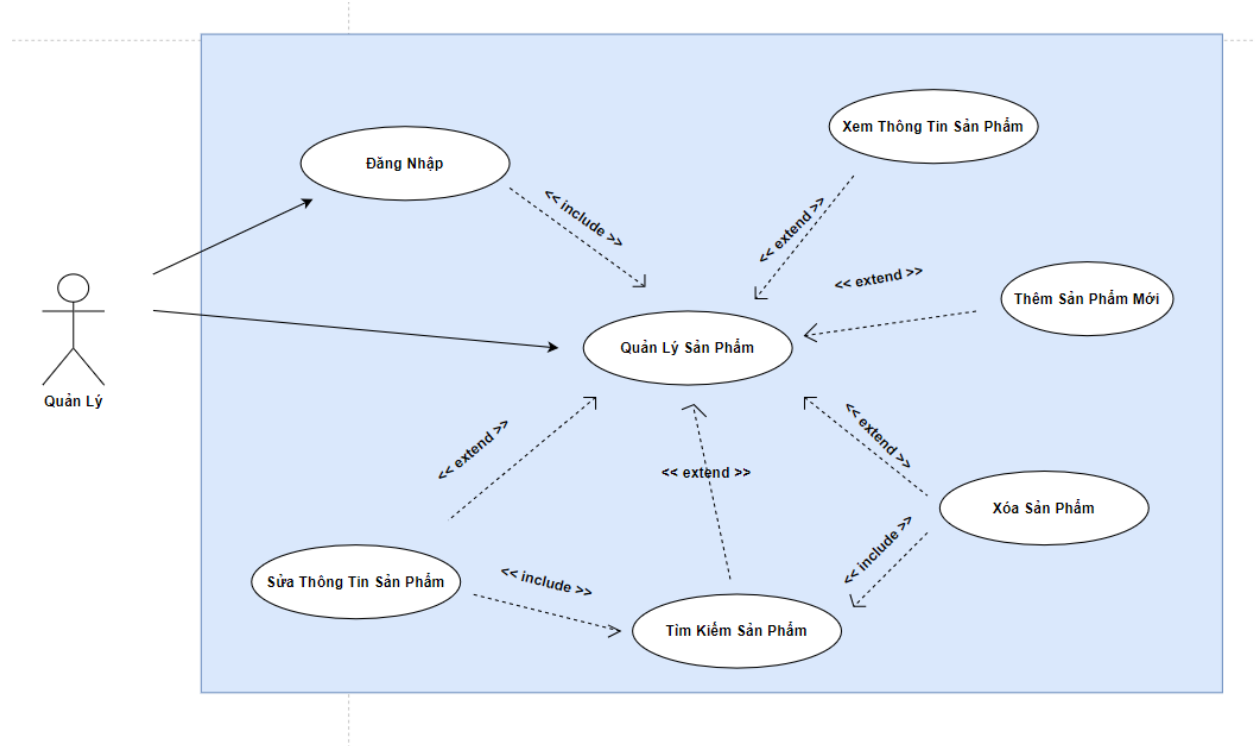 Xem Thông Tin Sản Phẩm
Đăng Nhập
<< include >>
<< extend >>
<< extend >>
Thêm Sản Phẩm Mới
Quản Lý Sản Phẩm
Quản Lý
<< extend >>
<< extend >>
<< extend >>
Xóa Sản Phẩm
<< include >>
Sửa Thông Tin Sản Phẩm
<< include >>
Tìm Kiếm Sản Phẩm